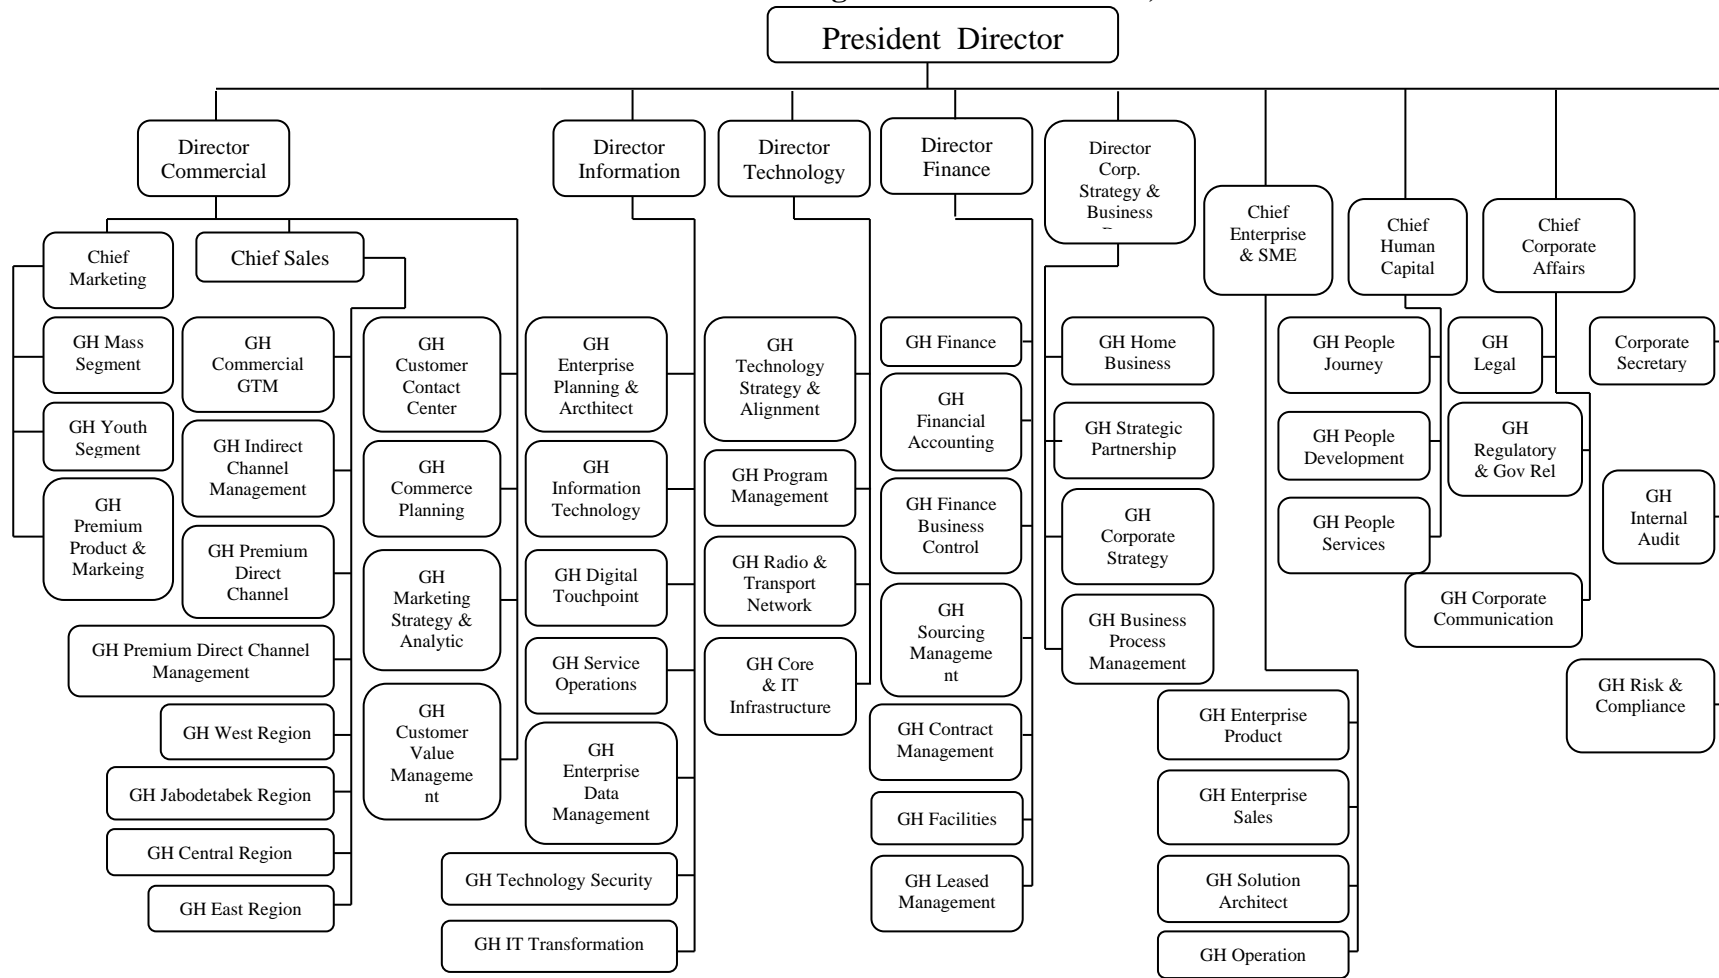 President Director
Director
Commercial
Director
Information
Director
Technology
Director
Finance
Director
Corp.
Strategy &
Business
Chief
Enterprise
& SME
Chief
Human
Capital
Chief
Corporate
Affairs
Chief
Marketing
Chief Sales
GH Mass
Segment
GH Youth
Segment
GH
Premium
Product &
Markeing
GH
Commercial
GTM
GH Indirect
Channel
Management
GH Premium
Direct
Channel
GH Premium Direct Channel
Management
GH West Region
GH Jabodetabek Region
GH Central Region
GH East Region
GH
Customer
Contact
Center
GH
Commerce
Planning
GH
Marketing
Strategy &
Analytic
GH
Customer
Value
Manageme
nt
GH
Enterprise
Planning &
Arcthitect
GH
Information
Technology
GH Digital
Touchpoint
GH Service
Operations
GH
Enterprise
Data
Management
GH Technology Security
GH IT Transformation
GH
Technology
Strategy &
Alignment
GH Program
Management
GH Radio &
Transport
Network
GH Core
& IT
Infrastructure
GH Finance
GH
Financial
Accounting
GH Finance
Business
Control
GH
Sourcing
Manageme
nt
GH Contract
Management
GH Facilities
GH Leased
Management
GH Home
Business
GH Strategic
Partnership
GH
Corporate
Strategy
GH Business
Process
Management
GH Enterprise
Product
GH Enterprise
Sales
GH Solution
Architect
GH Operation
GH People
Journey
GH People
Development
GH People
Services
GH
Legal
GH
Regulatory
& Gov Rel
GH Corporate
Communication
Corporate
Secretary
GH
Internal
Audit
GH Risk &
Compliance